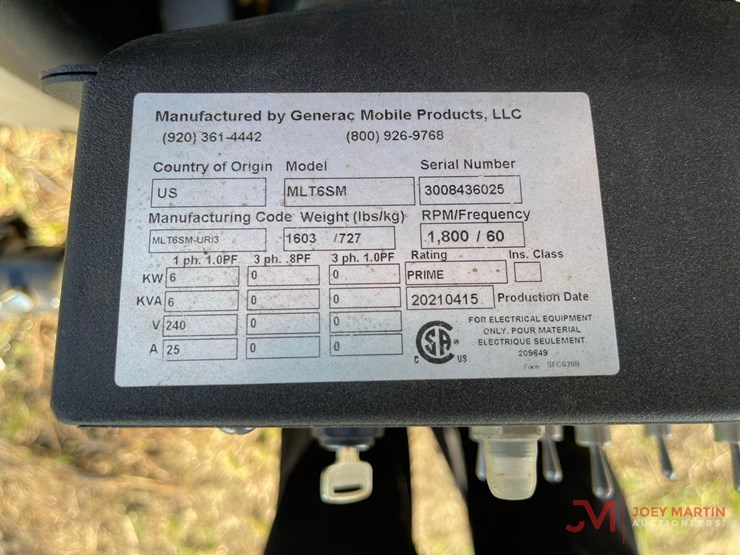 Manufactured by Generac Mobile Products, LLC
(920) 361-4442 (800) 926-9768
Country of Origin Model Serial Number
US MLT6SM 3008436025
Manufacturing Code Weight (lbs/kg) RPM/Frequency
MLT6SM-URI3 1603 /727 1,800 / 60
1 ph. 1.0PF 3 ph. .8PF 3 ph. 1.0PF Rating Ins. Class
KW 6 0 0 PRIME
KVA 6 0 0 20210415 Production Date
V 240 0 0
A 25 0 0
FOR ELECTRICAL EQUIPMENT
ONLY. POUR MATERIAL
ELECTRIQUE SEULEMENT.
209649
C US
JM JOEY MARTIN
AUCTIONEERS